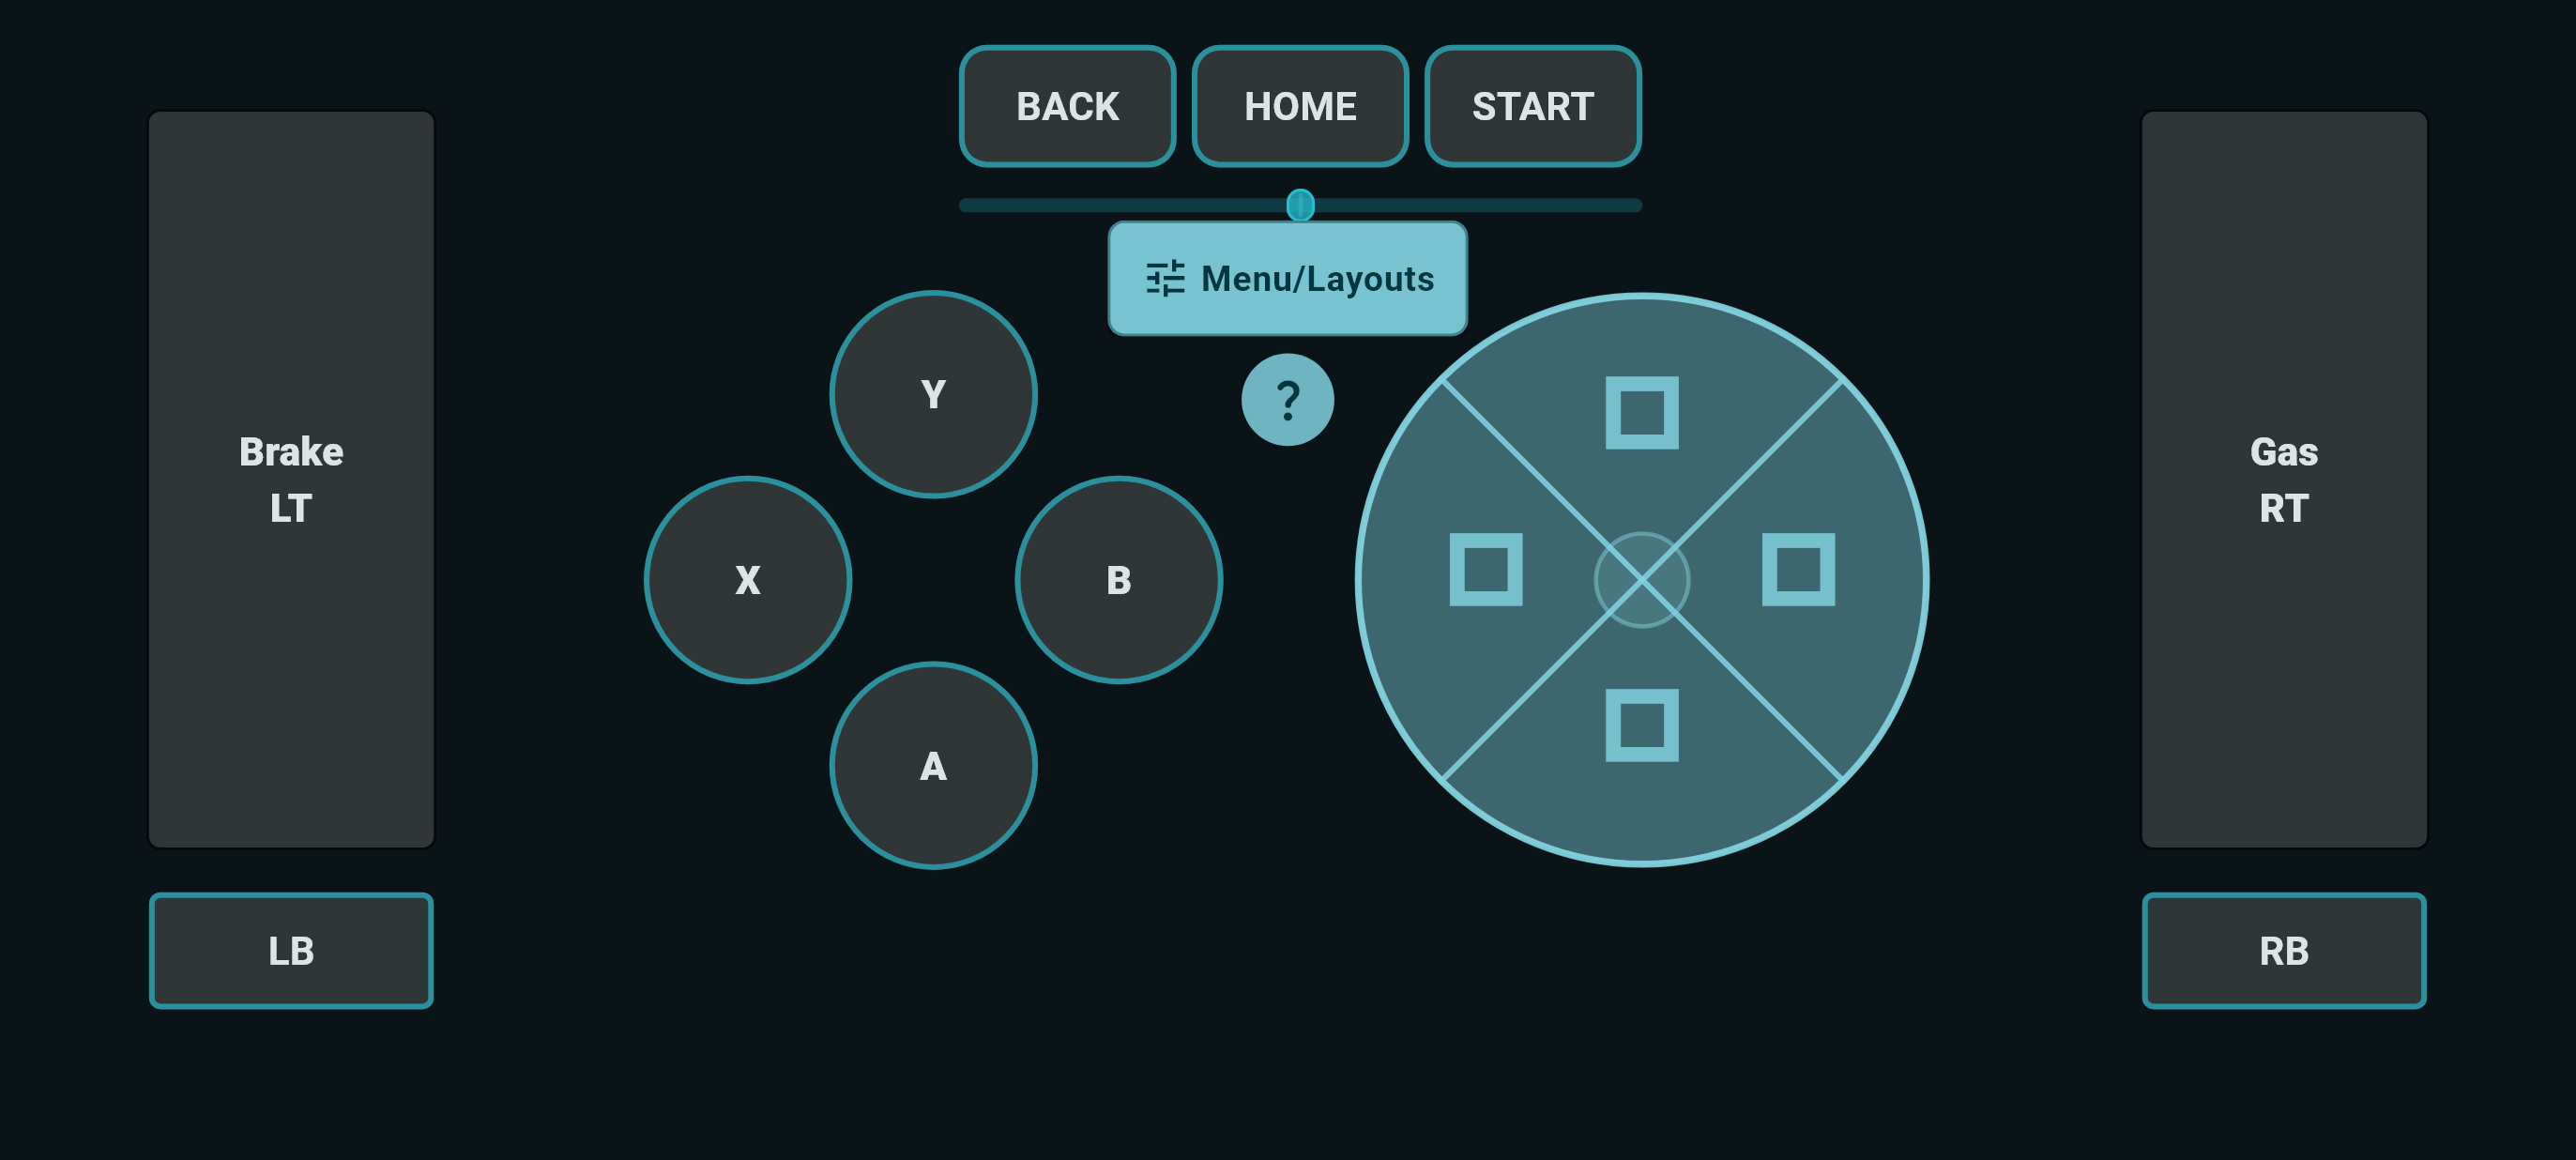 BACK
HOME
START
Menu/Layouts
?
Brake
LT
Y
X
B
A
Gas
RT
LB
RB